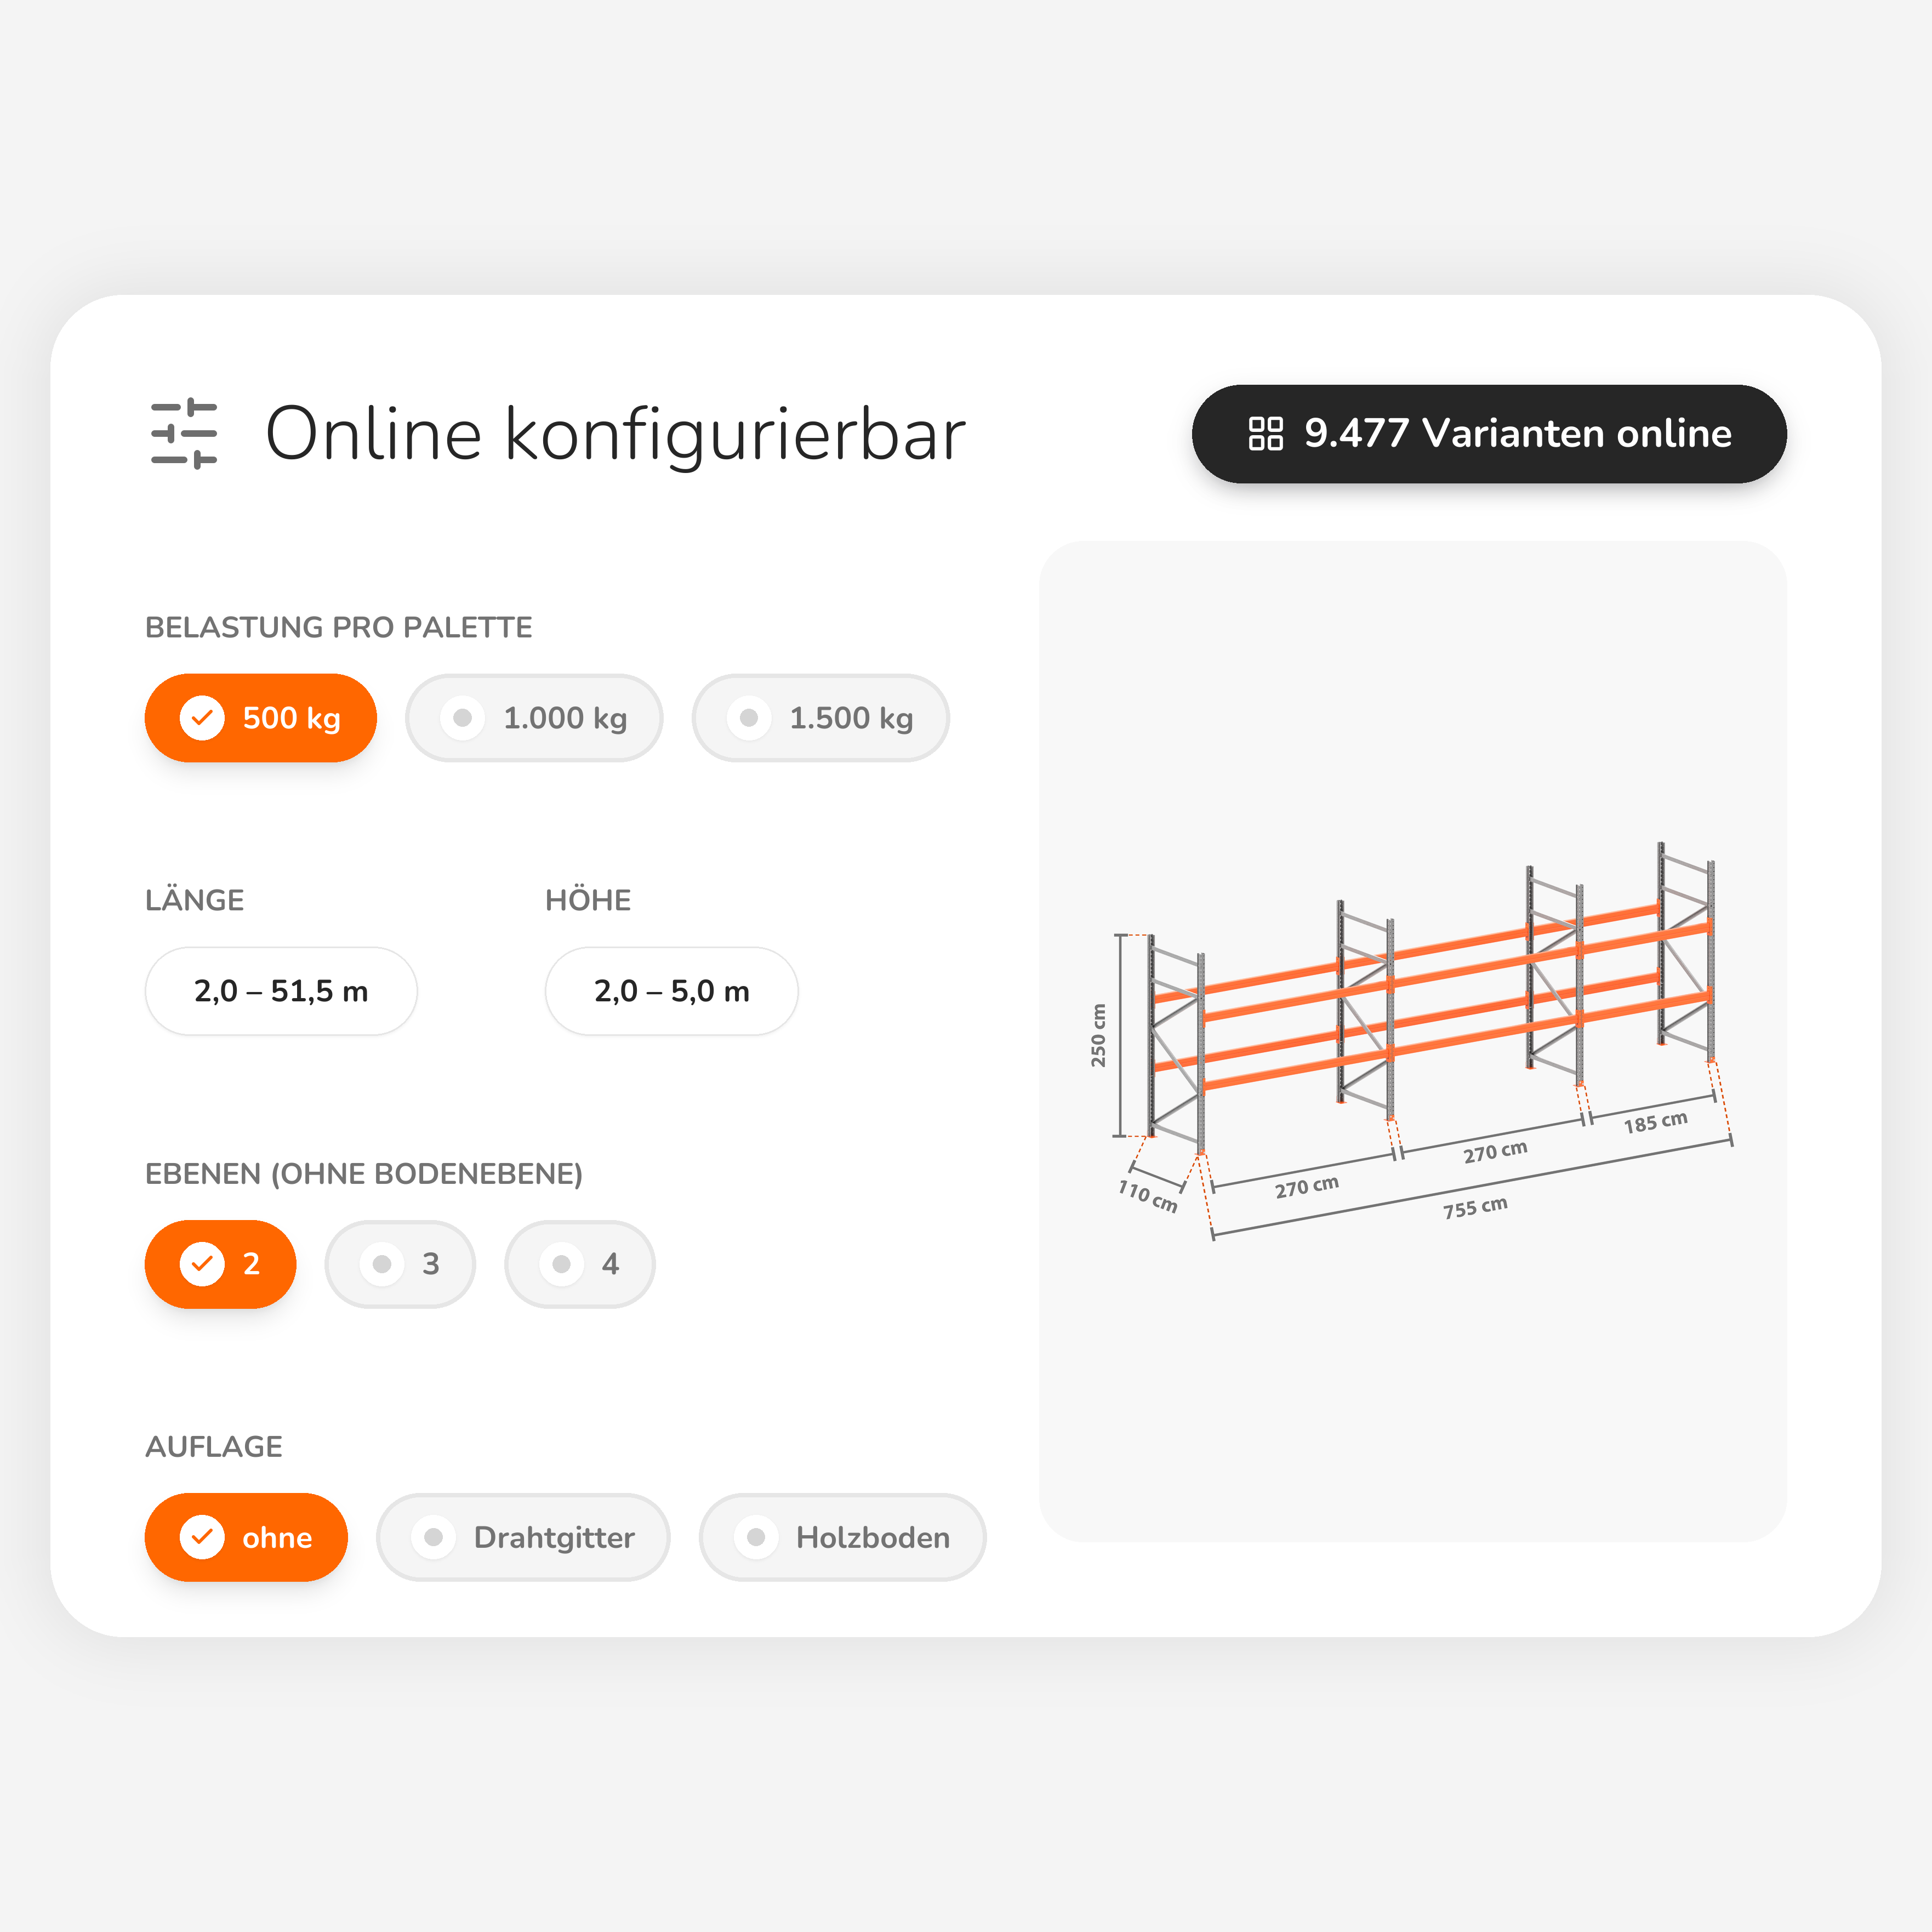 Online konfigurierbar
9.477 Varianten online
BELASTUNG PRO PALETTE
500 kg
1.000 kg
1.500 kg
LÄNGE
HÖHE
2,0 – 51,5 m
2,0 – 5,0 m
EBENEN (OHNE BODENEBENE)
2
3
4
AUFLAGE
ohne
Drahtgitter
Holzboden
250 cm
110 cm
270 cm
270 cm
185 cm
755 cm